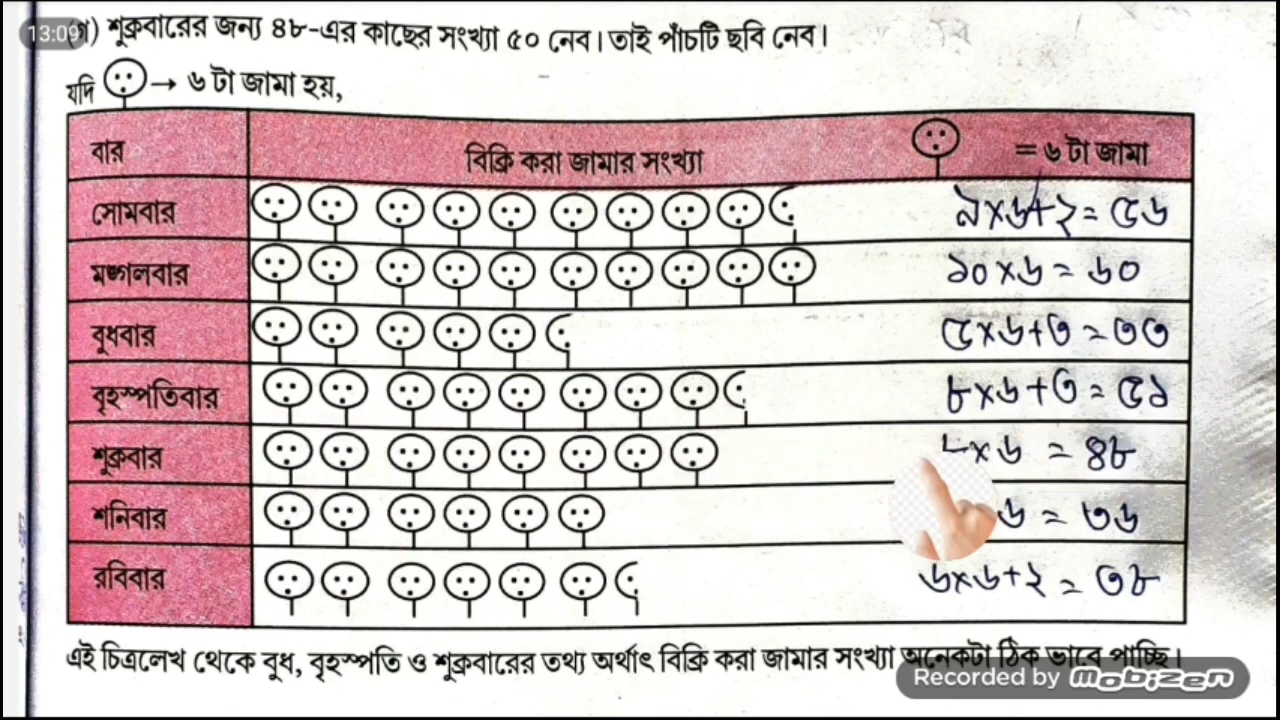 13:09
(গ) শুক্রবারের জন্য ৪৮-এর কাছের সংখ্যা ৫০ নেব। তাই পাঁচটি ছবি নেব।
যদি → ৬ টা জামা হয়,
বার বিক্রি করা জামার সংখ্যা = ৬ টা জামা
সোমবার ৯×৬+২= ৫৬
মঙ্গলবার ১০×৬ = ৬০
বুধবার ৫×৬+৩ = ৩৩
বৃহস্পতিবার ৮×৬+৩ = ৫১
শুক্রবার ×৬ = ৪৮
শনিবার ৬ = ৩৬
রবিবার ৬×৬+২ = ৩৮
এই চিত্রলেখ থেকে বুধ, বৃহস্পতি ও শুক্রবারের তথ্য অর্থাৎ বিক্রি করা জামার সংখ্যা অনেকটা ঠিক ভাবে পাচ্ছি।
Recorded by mobizen